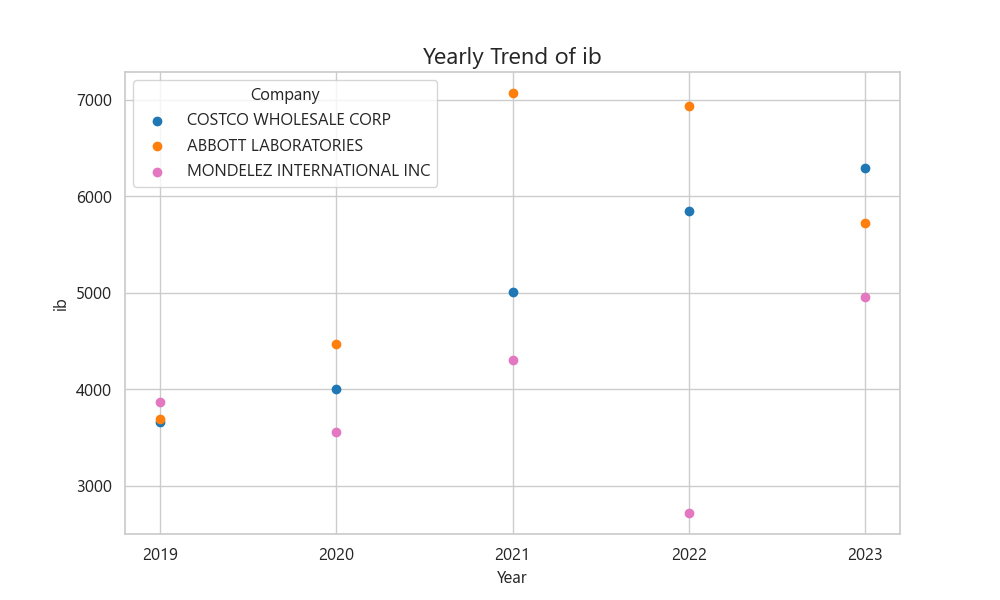 Yearly Trend of ib
Company
COSTCO WHOLESALE CORP
ABBOTT LABORATORIES
MONDELEZ INTERNATIONAL INC
7000
6000
5000
4000
3000
ib
2019 2020 2021 2022 2023
Year